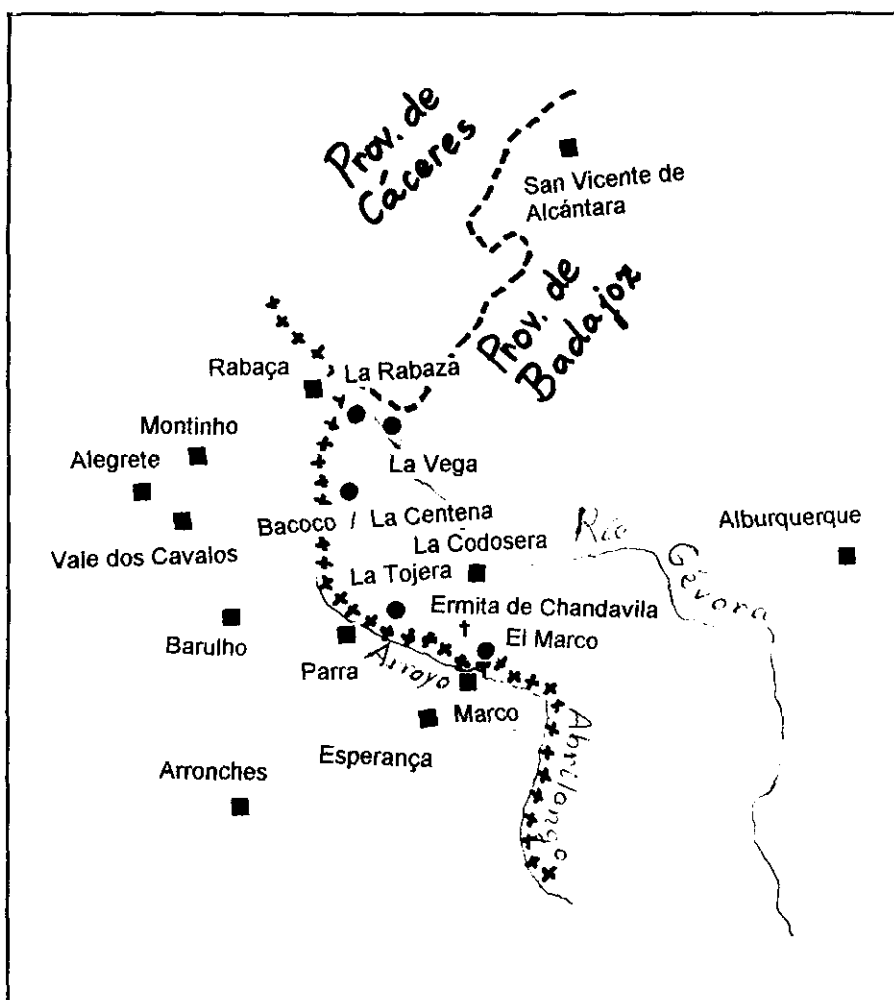 Prov. de
Cáceres
San Vicente de
Alcántara
Prov. de
Badajoz
Rabaça
La Rabaza
Montinho
Alegrete
La Vega
Bacoco / La Centena
Vale dos Cavalos
La Codosera
Río
Gévora
Alburquerque
La Tojera
Ermita de Chandavila
El Marco
Barulho
Parra
Arroyo
Marco
Abrilongo
Esperança
Arronches